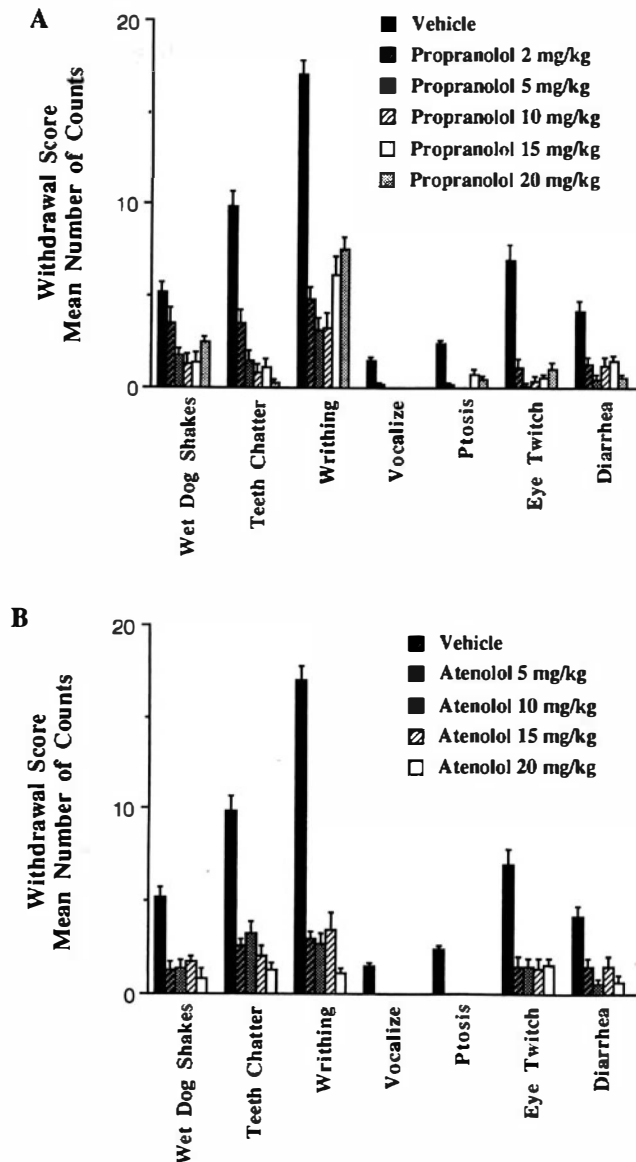 A
20
10
0
Withdrawal Score
Mean Number of Counts
Vehicle
Propranolol 2 mg/kg
Propranolol 5 mg/kg
Propranolol 10 mg/kg
Propranolol 15 mg/kg
Propranolol 20 mg/kg
Wet Dog Shakes
Teeth Chatter
Writhing
Vocalize
Ptosis
Eye Twitch
Diarrhea
B
20
10
0
Withdrawal Score
Mean Number of Counts
Vehicle
Atenolol 5 mg/kg
Atenolol 10 mg/kg
Atenolol 15 mg/kg
Atenolol 20 mg/kg
Wet Dog Shakes
Teeth Chatter
Writhing
Vocalize
Ptosis
Eye Twitch
Diarrhea